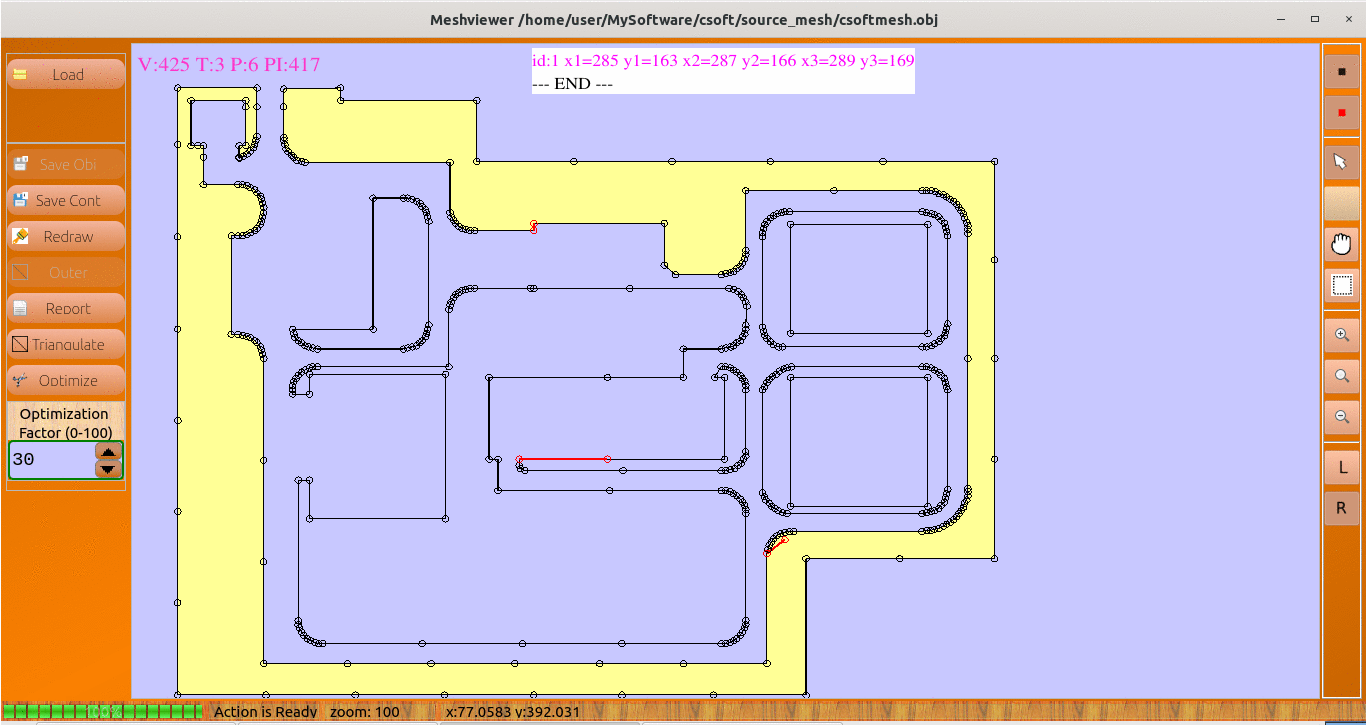 Meshviewer /home/user/MySoftware/csoft/source_mesh/csoftmesh.obj
V:425 T:3 P:6 PI:417
id:1 x1=285 y1=163 x2=287 y2=166 x3=289 y3=169
--- END ---
Load
Save Obj
Save Cont
Redraw
Outer
Report
Triangulate
Optimize
Optimization
Factor (0-100)
30
L
R
100%
Action is Ready
zoom: 100
x:77.0583 y:392.031